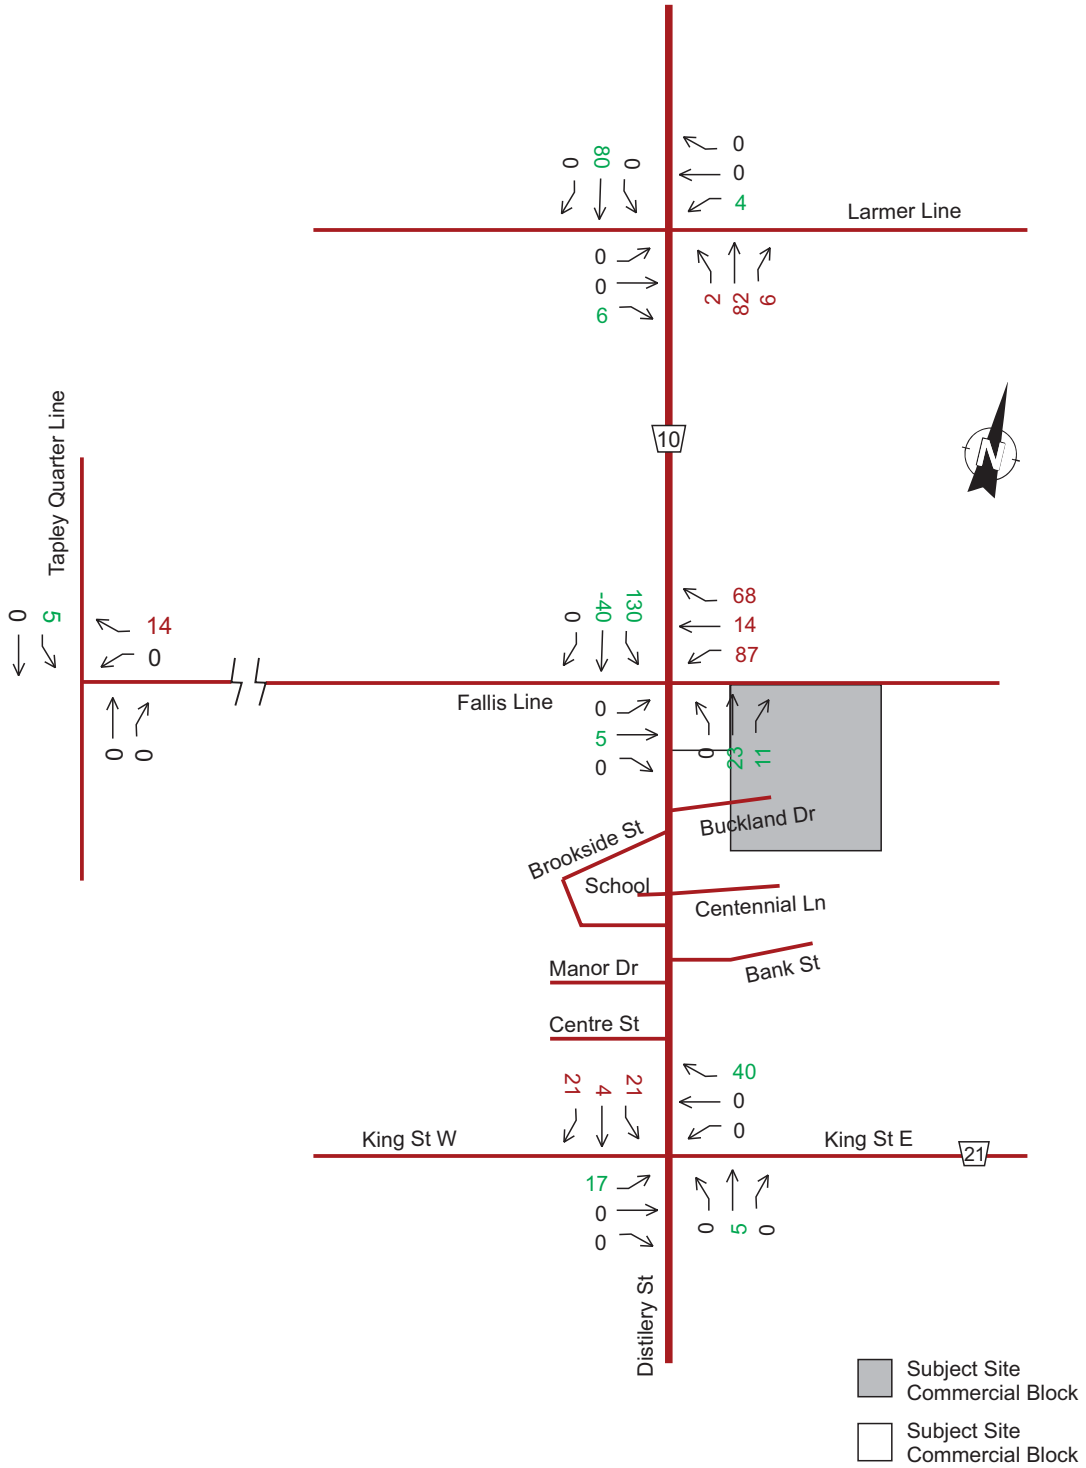 0 80 0
0
0
4
Larmer Line
0
0
6
2 82 6
10
N
Tapley Quarter Line
0 5
14
0
0 0
0 -40 130
68
14
87
Fallis Line
0
5
0
0 23 11
Buckland Dr
Brookside St
School
Centennial Ln
Bank St
Manor Dr
Centre St
21 4 21
40
0
0
King St W
King St E
21
17
0
0
0 5 0
Distilery St
Subject Site
Commercial Block
Subject Site
Commercial Block